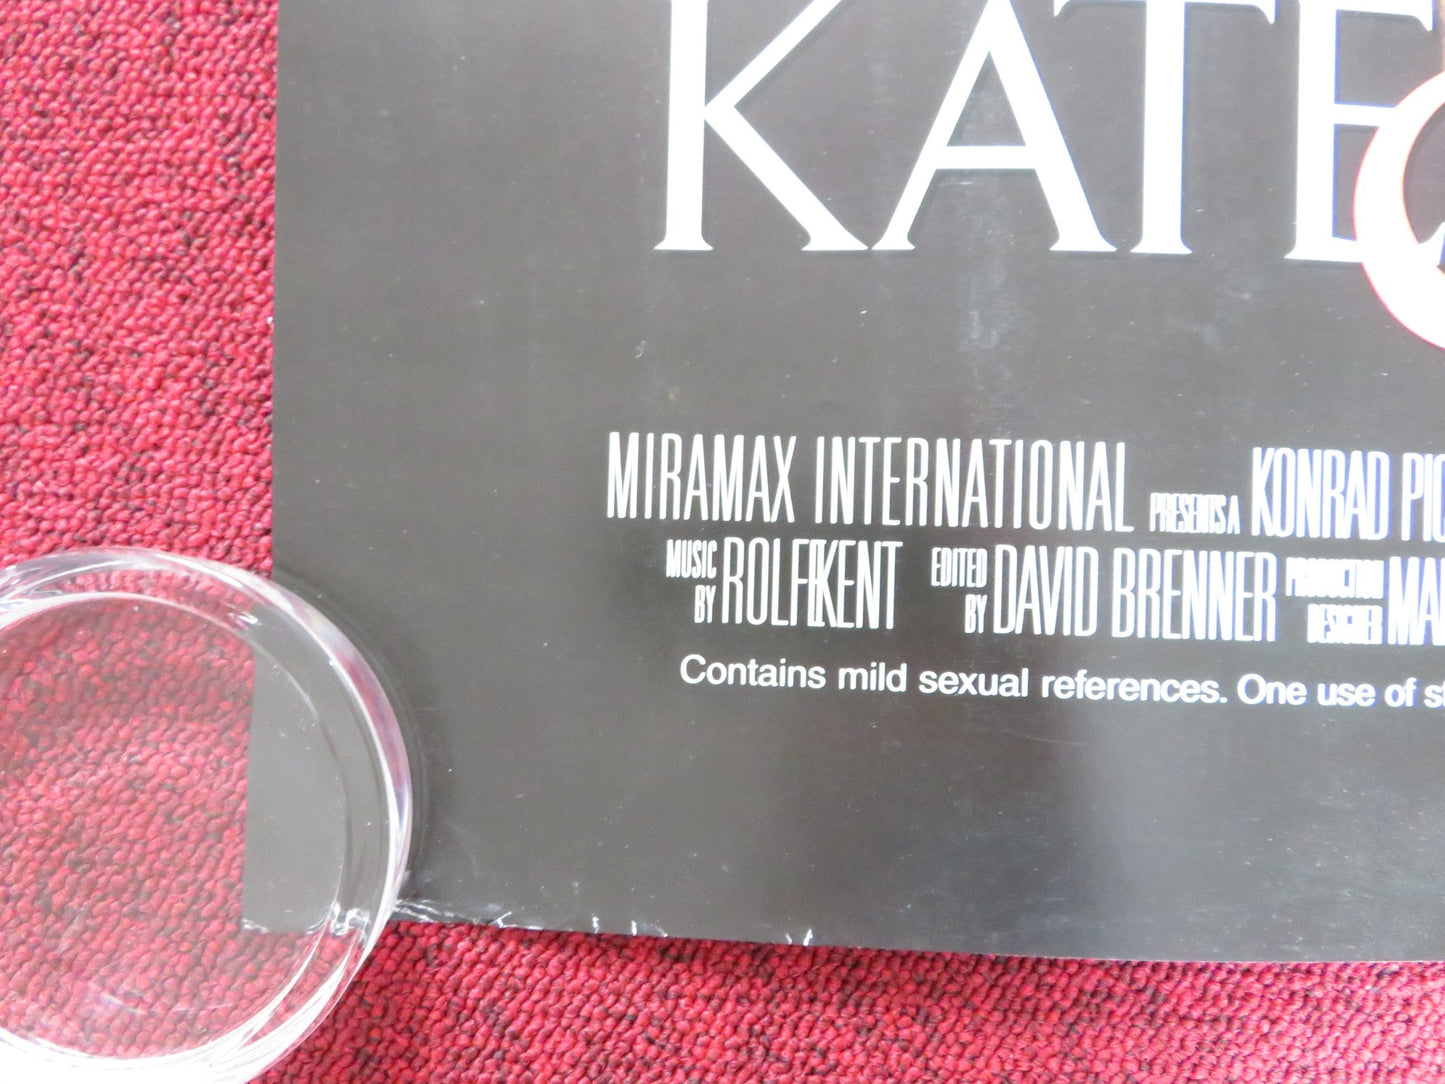 KATE &
MIRAMAX INTERNATIONAL PRESENTS A KONRAD
MUSIC BY ROLFE KENT EDITED BY DAVID BRENNER PRODUCTION DESIGNER
Contains mild sexual references. One use of